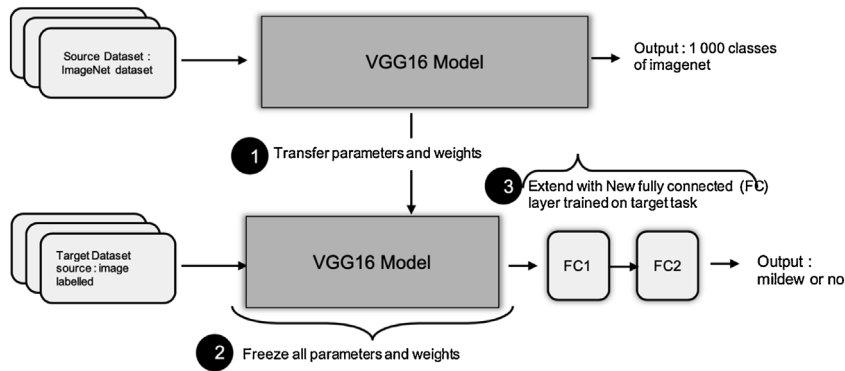 Source Dataset :
ImageNet dataset
VGG16 Model
Output : 1 000 classes
of imagenet
1
Transfer parameters and weights
3
Extend with New fully connected (FC)
layer trained on target task
Target Dataset
source : image
labelled
VGG16 Model
FC1
FC2
Output :
mildew or no
2
Freeze all parameters and weights